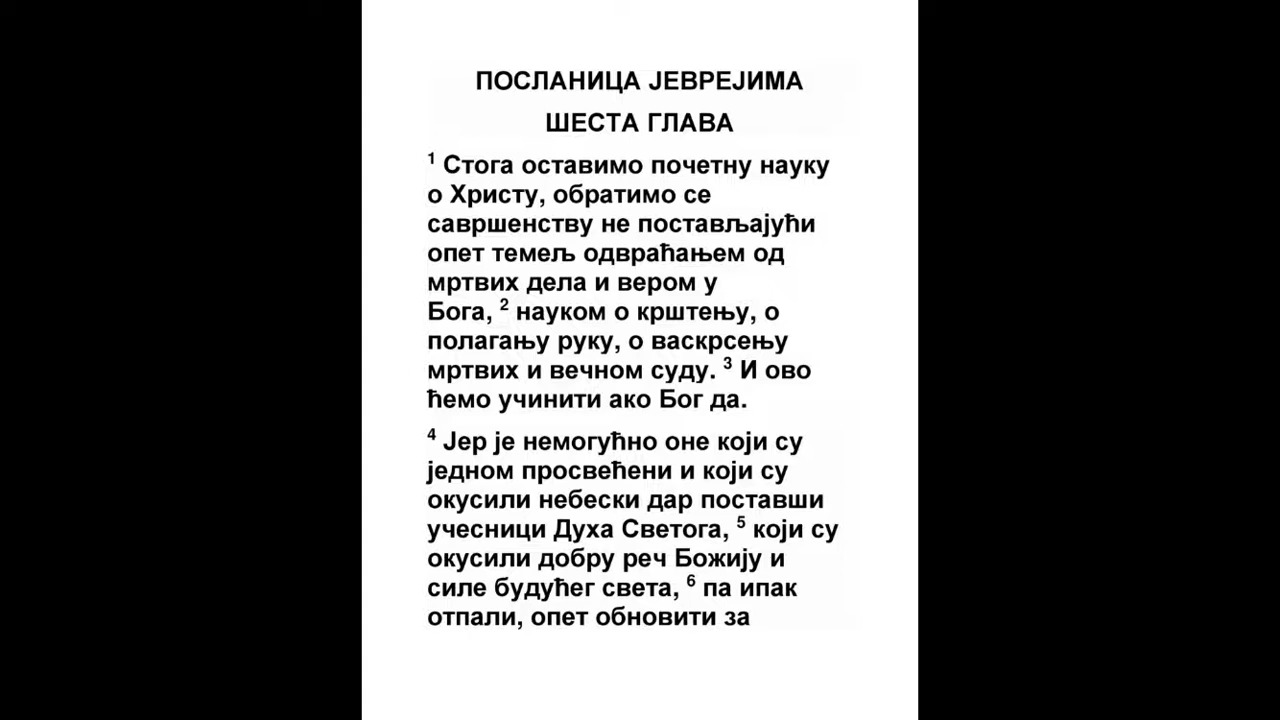 ПОСЛАНИЦА ЈЕВРЕЈИМА
ШЕСТА ГЛАВА
¹ Стога оставимо почетну науку
о Христу, обратимо се
савршенству не постављајући
опет темељ одвраћањем од
мртвих дела и вером у
Бога, ² науком о крштењу, о
полагању руку, о васкрсењу
мртвих и вечном суду. ³ И ово
ћемо учинити ако Бог да.
⁴ Јер је немогућно оне који су
једном просвећени и који су
окусили небески дар поставши
учесници Духа Светога, ⁵ који су
окусили добру реч Божију и
силе будућег света, ⁶ па ипак
отпали, опет обновити за